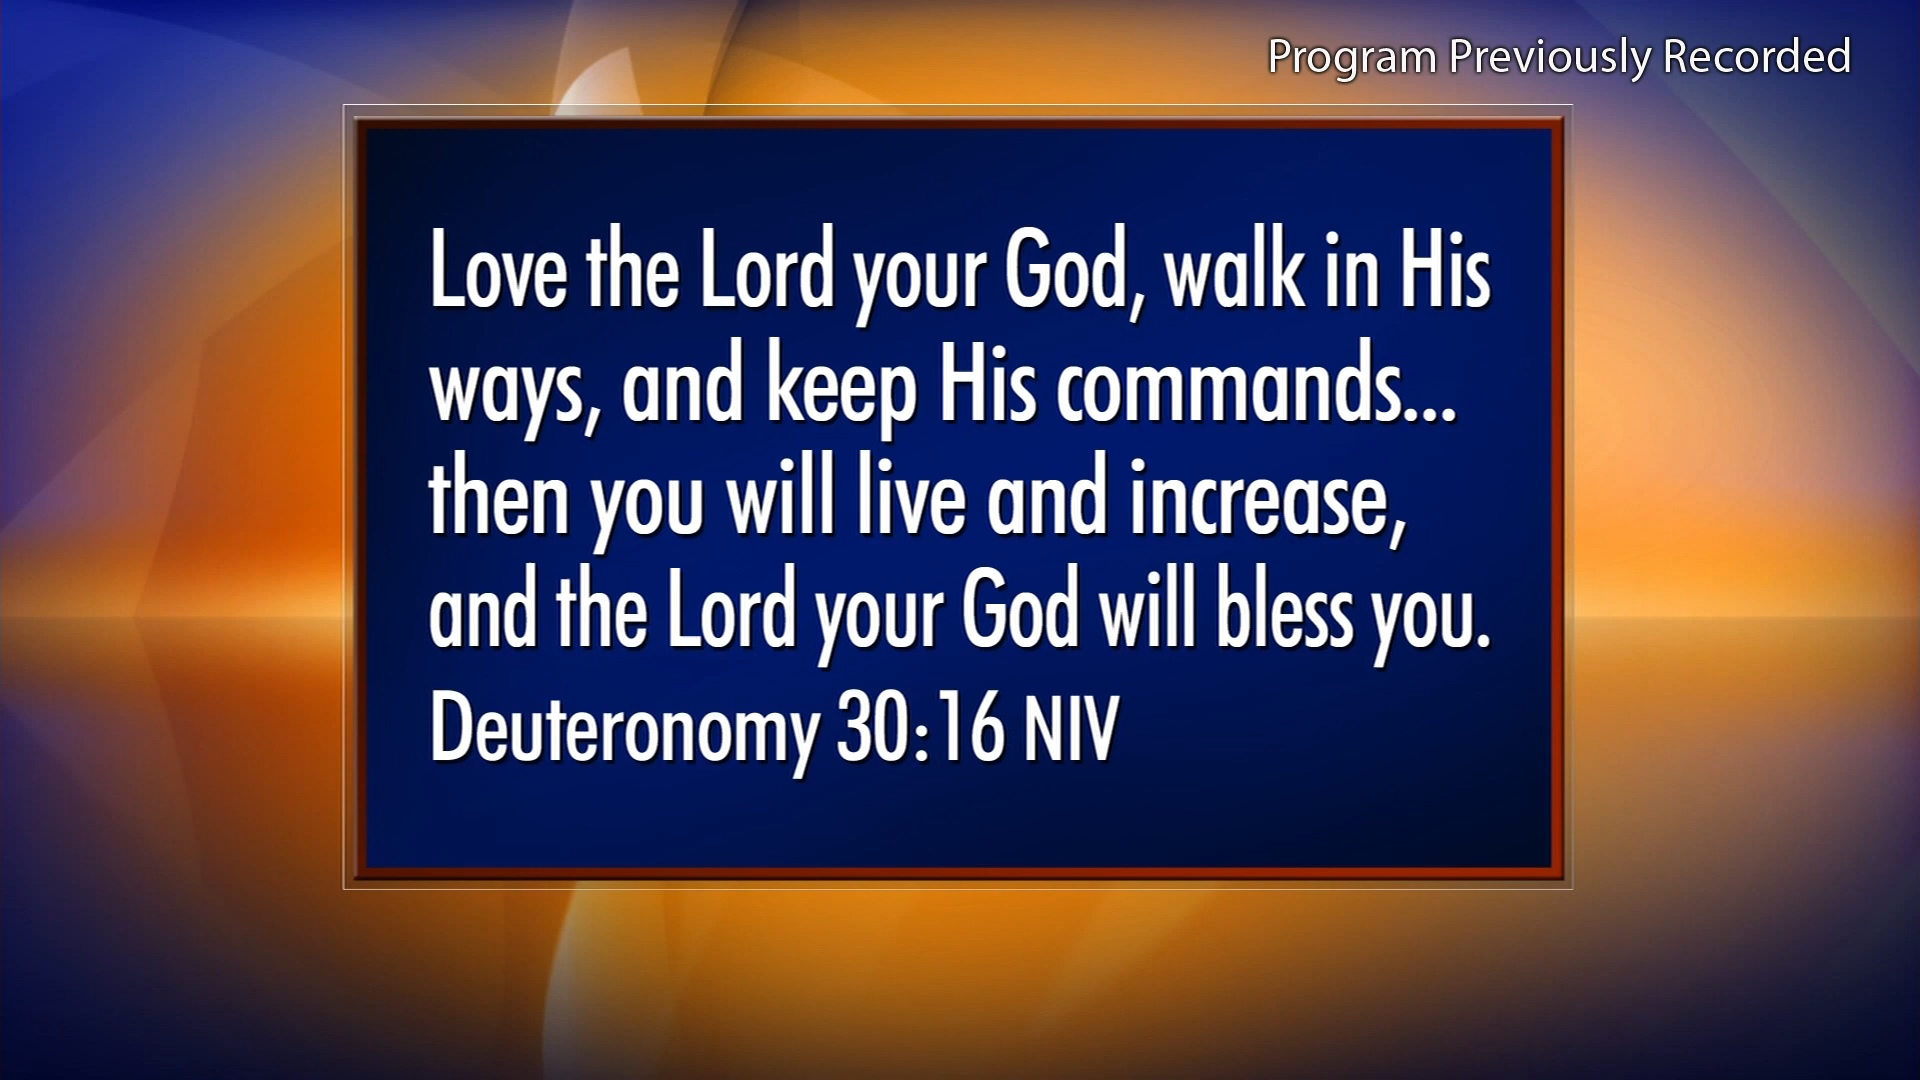 Program Previously Recorded
Love the Lord your God, walk in His
ways, and keep His commands...
then you will live and increase,
and the Lord your God will bless you.
Deuteronomy 30:16 NIV